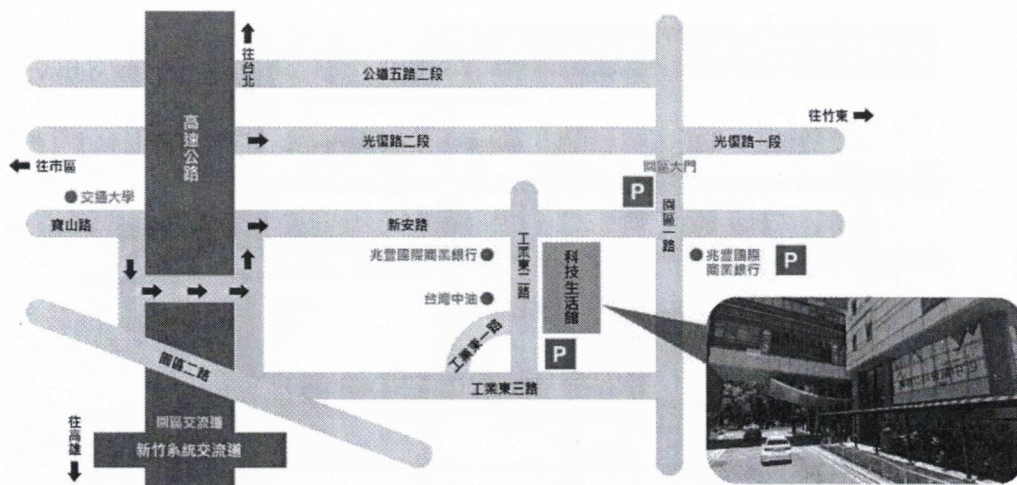 往台北
公道五路二段
高速公路
往竹東
光復路二段
光復路一段
往市區
園區大門
P
交通大學
寶山路
新安路
園區一路
工業東二路
兆豐國際商業銀行
科技生活館
兆豐國際
商業銀行
P
台灣中油
工業東一路
P
園區二路
工業東三路
往高雄
園區交流道
新竹系統交流道